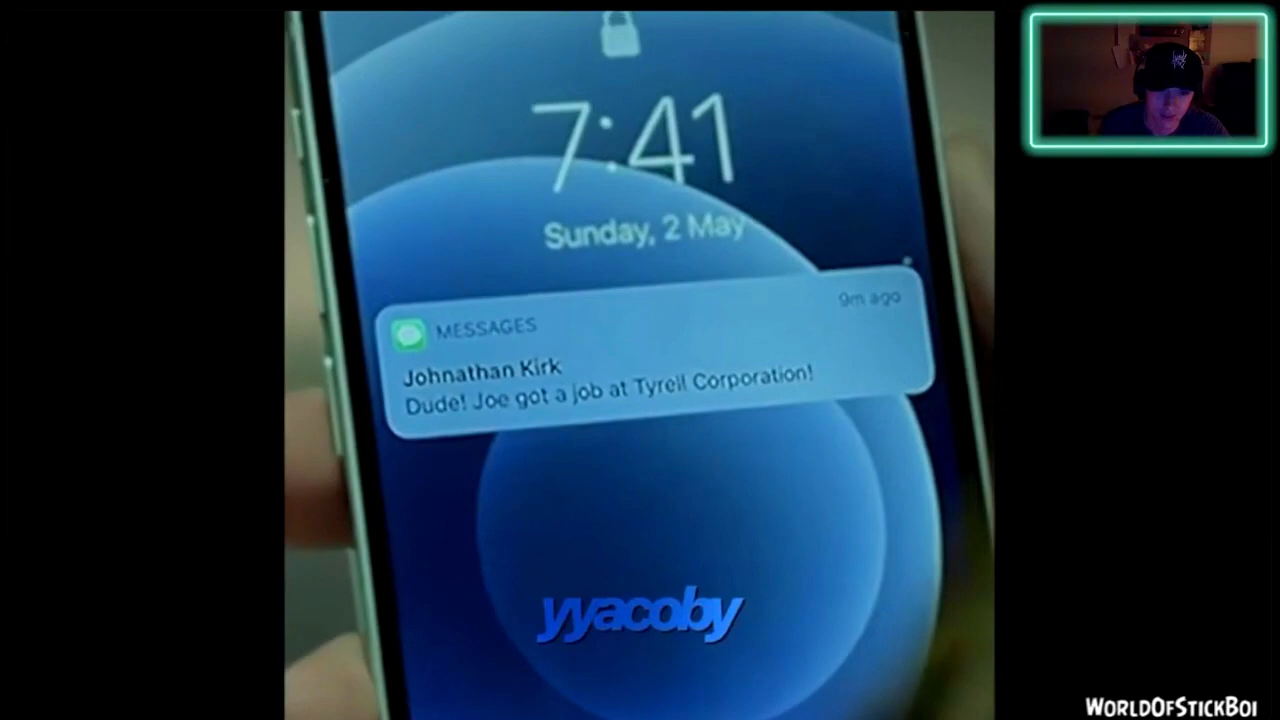 7:41
Sunday, 2 May
MESSAGES
9m ago
Johnathan Kirk
Dude! Joe got a job at Tyrell Corporation!
yyacoby
WORLDOFSTICKBOI